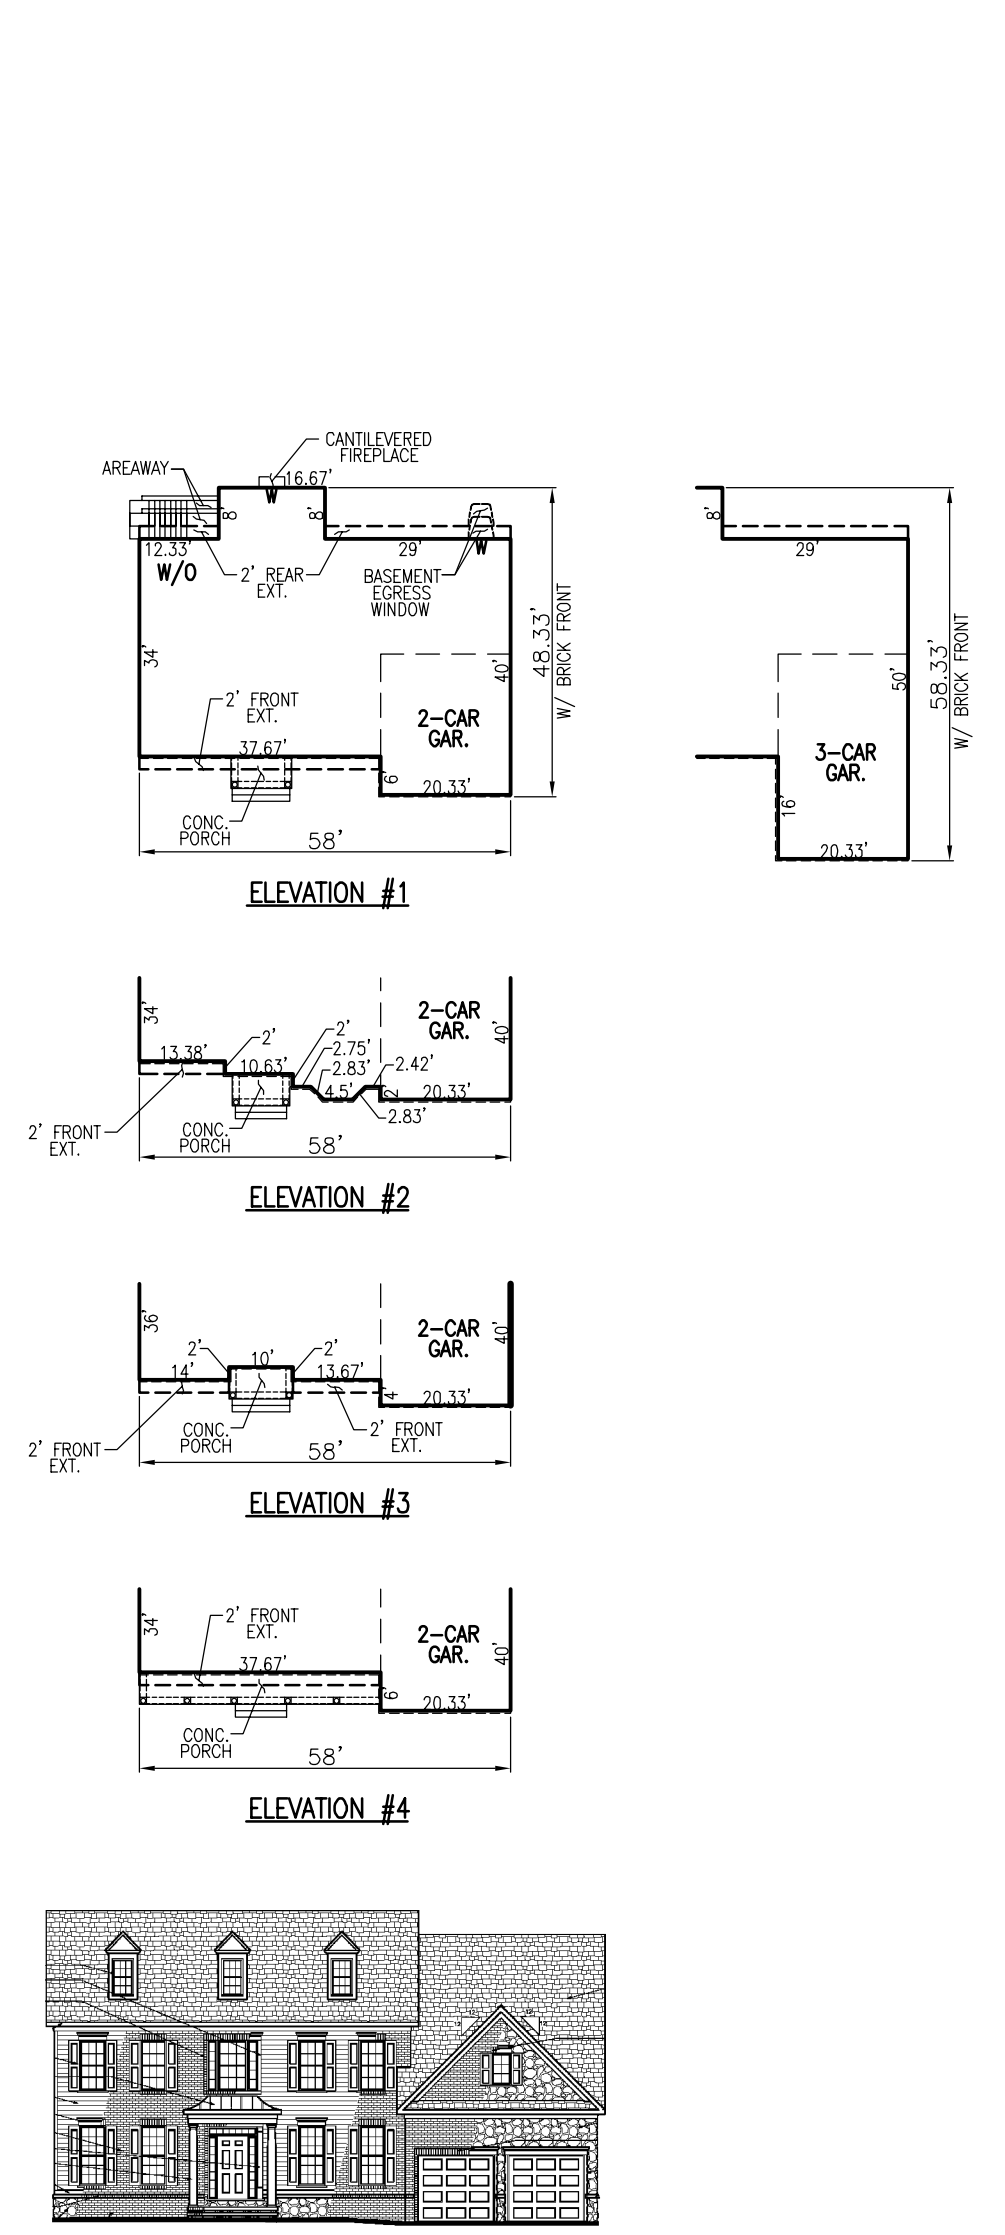 CANTILEVERED
FIREPLACE
AREAWAY
16.67'
W
8'
8'
8'
12.33'
W/O
2' REAR
EXT.
29'
W
BASEMENT
EGRESS
WINDOW
29'
34'
40'
48.33'
W/ BRICK FRONT
50'
58.33'
W/ BRICK FRONT
2' FRONT
EXT.
2-CAR
GAR.
3-CAR
GAR.
37.67'
6'
20.33'
16'
20.33'
CONC.
PORCH
58'
ELEVATION #1
34'
2-CAR
GAR.
40'
13.38'
2'
10.63'
2'
2.75'
2.83'
4.5'
2.42'
2'
20.33'
2.83'
2' FRONT
EXT.
CONC.
PORCH
58'
ELEVATION #2
36'
2-CAR
GAR.
40'
2'
10'
2'
14'
13.67'
4'
20.33'
2' FRONT
EXT.
CONC.
PORCH
2' FRONT
EXT.
58'
ELEVATION #3
34'
2' FRONT
EXT.
2-CAR
GAR.
40'
37.67'
6'
20.33'
CONC.
PORCH
58'
ELEVATION #4
12
12
12
12